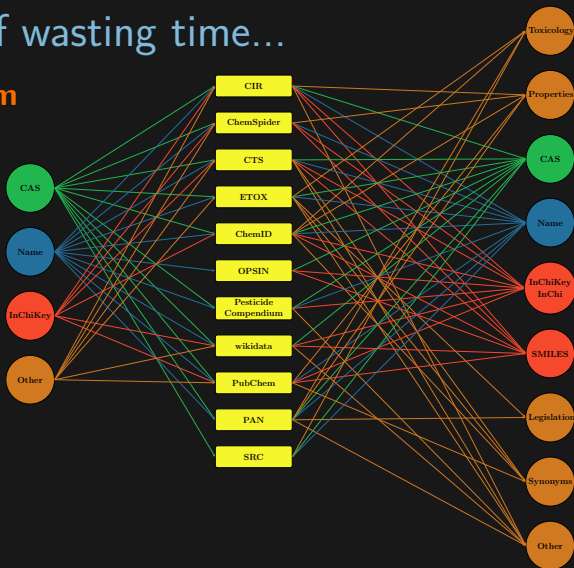 f wasting time...
m
CAS
Name
InChiKey
Other
CIR
ChemSpider
CTS
ETOX
ChemID
OPSIN
Pesticide
Compendium
wikidata
PubChem
PAN
SRC
Toxicology
Properties
CAS
Name
InChiKey
InChi
SMILES
Legislation
Synonyms
Other